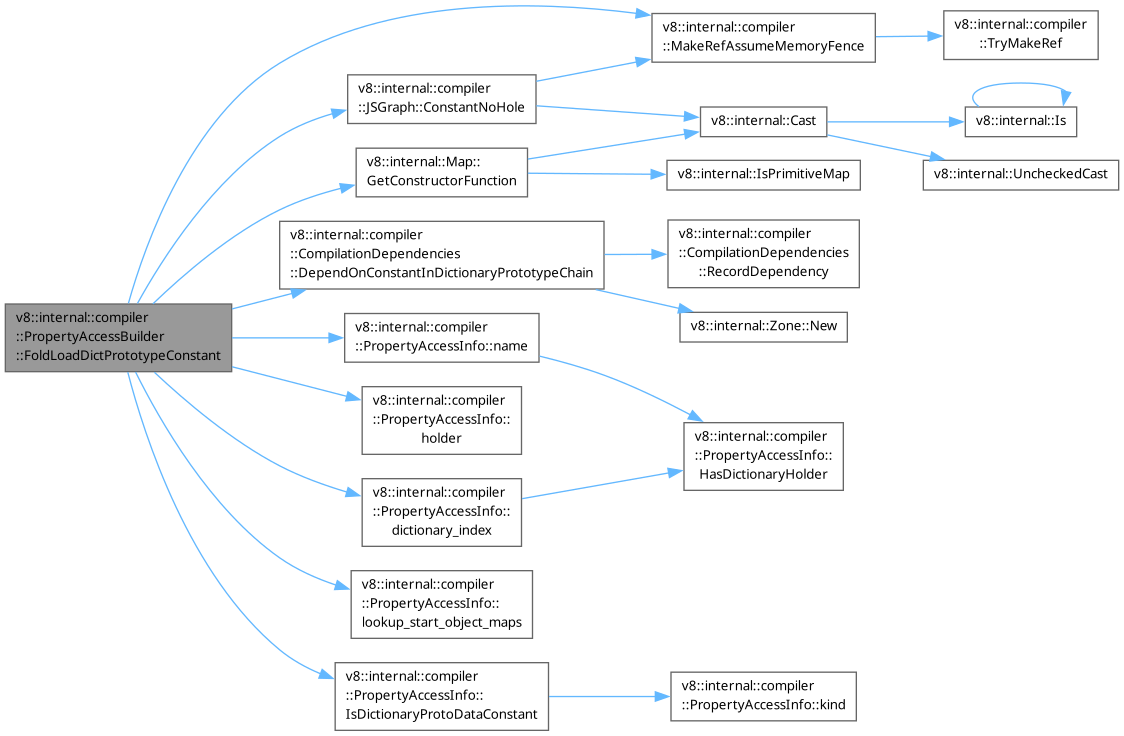 v8::internal::compiler
::PropertyAccessBuilder
::FoldLoadDictPrototypeConstant
v8::internal::compiler
::MakeRefAssumeMemoryFence
v8::internal::compiler
::TryMakeRef
v8::internal::compiler
::JSGraph::ConstantNoHole
v8::internal::Cast
v8::internal::Is
v8::internal::UncheckedCast
v8::internal::Map::
GetConstructorFunction
v8::internal::IsPrimitiveMap
v8::internal::compiler
::CompilationDependencies
::DependOnConstantInDictionaryPrototypeChain
v8::internal::compiler
::CompilationDependencies
::RecordDependency
v8::internal::Zone::New
v8::internal::compiler
::PropertyAccessInfo::name
v8::internal::compiler
::PropertyAccessInfo::
holder
v8::internal::compiler
::PropertyAccessInfo::
HasDictionaryHolder
v8::internal::compiler
::PropertyAccessInfo::
dictionary_index
v8::internal::compiler
::PropertyAccessInfo::
lookup_start_object_maps
v8::internal::compiler
::PropertyAccessInfo::
IsDictionaryProtoDataConstant
v8::internal::compiler
::PropertyAccessInfo::kind